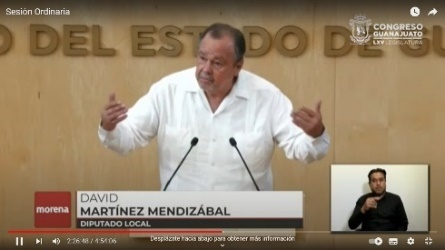 Sesión Ordinaria
DEL ESTADO DE GU
CONGRESO
GUANAJUATO
LXV LEGISLATURA
morena
DAVID
MARTÍNEZ MENDIZÁBAL
DIPUTADO LOCAL
2:26:48 / 4:54:06
Desplázate hacia abajo para obtener más información